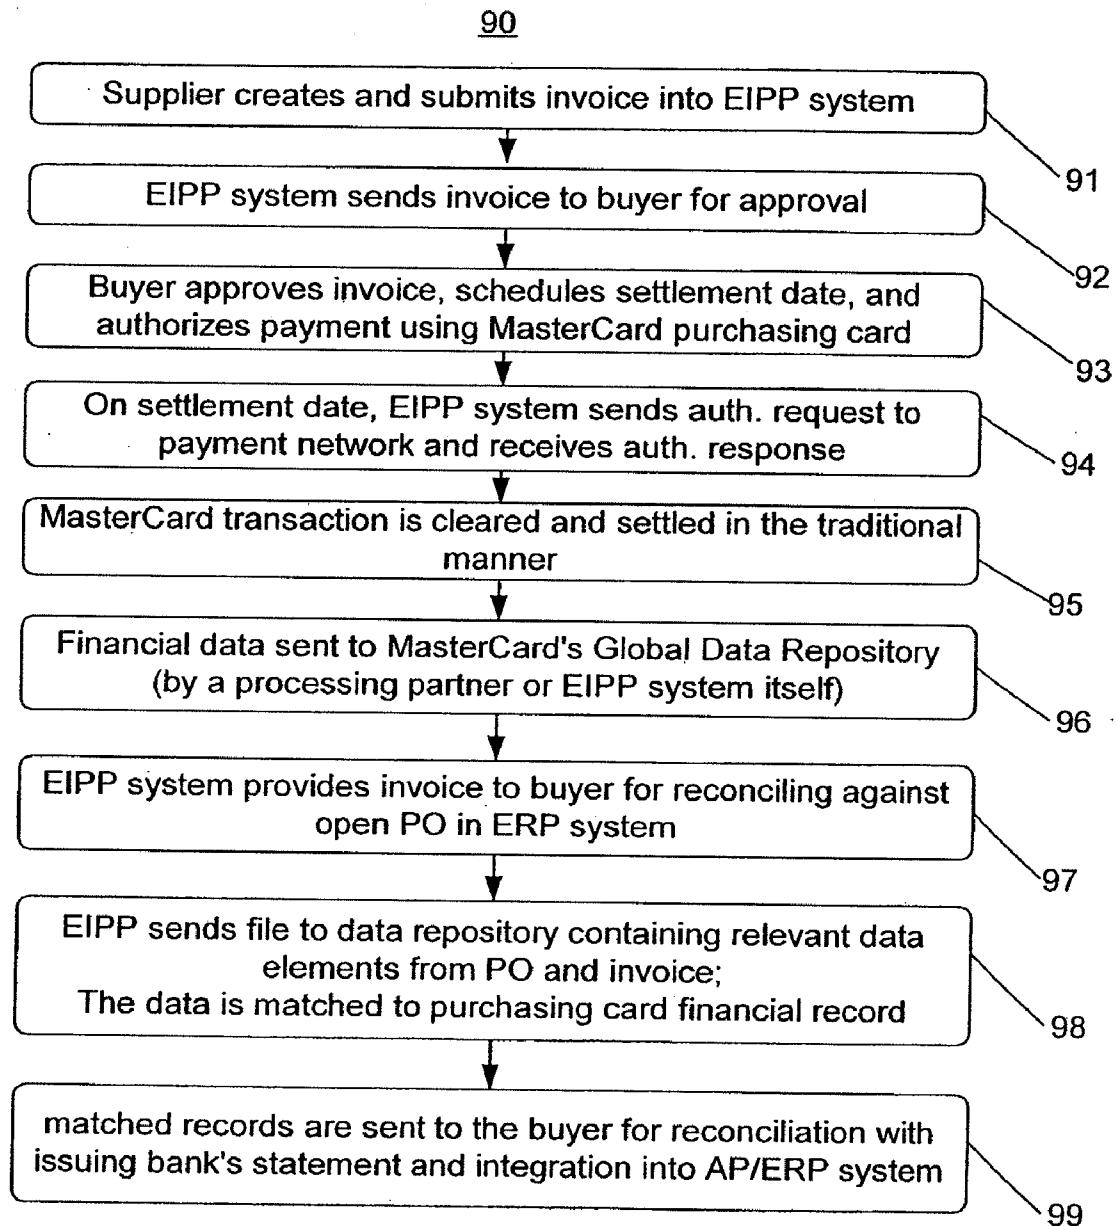 90
Supplier creates and submits invoice into EIPP system
91
EIPP system sends invoice to buyer for approval
92
Buyer approves invoice, schedules settlement date, and
authorizes payment using MasterCard purchasing card
93
On settlement date, EIPP system sends auth. request to
payment network and receives auth. response
94
MasterCard transaction is cleared and settled in the traditional
manner
95
Financial data sent to MasterCard's Global Data Repository
(by a processing partner or EIPP system itself)
96
EIPP system provides invoice to buyer for reconciling against
open PO in ERP system
97
EIPP sends file to data repository containing relevant data
elements from PO and invoice;
The data is matched to purchasing card financial record
98
matched records are sent to the buyer for reconciliation with
issuing bank's statement and integration into AP/ERP system
99